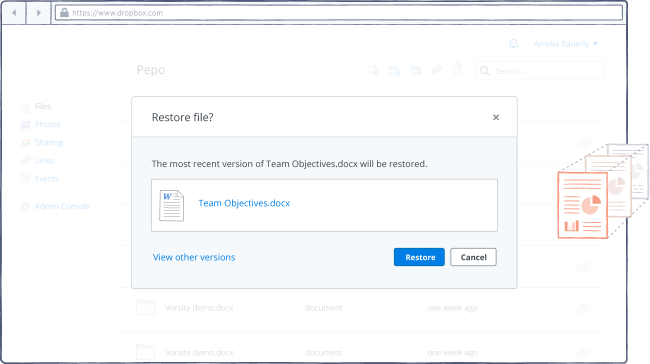 https://www.dropbox.com
Amelia Bauerly
Pepo
Search
Restore file?
×
Files
Photos
Sharing
Links
Events
Admin Console
The most recent version of Team Objectives.docx will be restored.
W
Team Objectives.docx
View other versions
Restore
Cancel
Vorsite demo.docx document one week ago
Vorsite demo.docx document one week ago